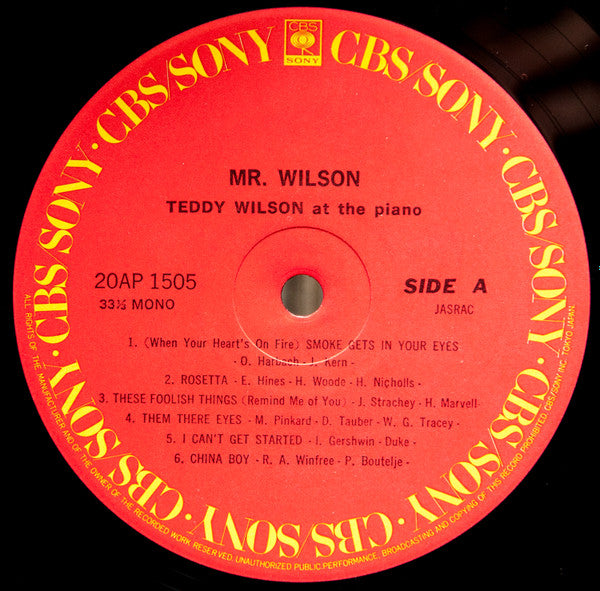 CBS
SONY
CBS/SONY · CBS/SONY · CBS/SONY · CBS/SONY · CBS/SONY · CBS/SONY · CBS/SONY · CBS/SONY
MR. WILSON
TEDDY WILSON at the piano
20AP 1505
33⅓ MONO
SIDE A
JASRAC
1. (When Your Heart's On Fire) SMOKE GETS IN YOUR EYES
- O. Harbach - J. Kern -
2. ROSETTA - E. Hines - H. Woode - H. Nicholls -
3. THESE FOOLISH THINGS (Remind Me of You) - J. Strachey - H. Marvell -
4. THEM THERE EYES - M. Pinkard - D. Tauber - W. G. Tracey -
5. I CAN'T GET STARTED - I. Gershwin - Duke -
6. CHINA BOY - R. A. Winfree - P. Boutelje -
ALL RIGHTS OF THE MANUFACTURER AND OF THE OWNER OF THE RECORDED WORK RESERVED. UNAUTHORIZED PUBLIC PERFORMANCE, BROADCASTING AND COPYING OF THIS RECORD PROHIBITED. CBS/SONY INC. TOKYO JAPAN